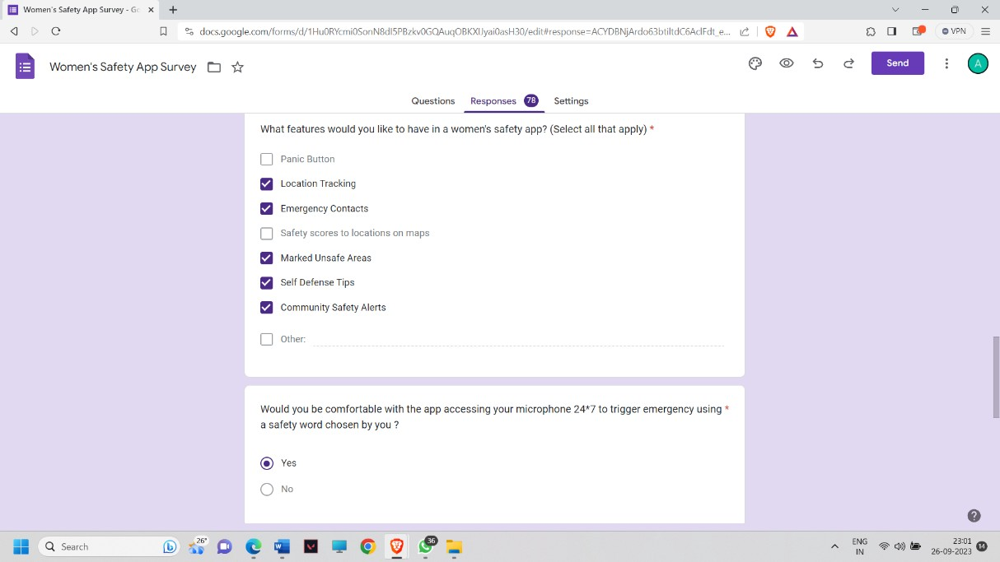 Women's Safety App Survey - Go
docs.google.com/forms/d/1Hu0RYcmi0SonN8dI5PBzkv0GQAuqOBKXIJyai0asH30/edit#response=ACYDBNjArdo63btiltdC6AclFdt_e...
VPN
Women's Safety App Survey
Send
A
Questions
Responses 78
Settings
What features would you like to have in a women's safety app? (Select all that apply) *
Panic Button
Location Tracking
Emergency Contacts
Safety scores to locations on maps
Marked Unsafe Areas
Self Defense Tips
Community Safety Alerts
Other:
Would you be comfortable with the app accessing your microphone 24*7 to trigger emergency using *
a safety word chosen by you ?
Yes
No
Search
26°
36
ENG
IN
23:01
26-09-2023
14